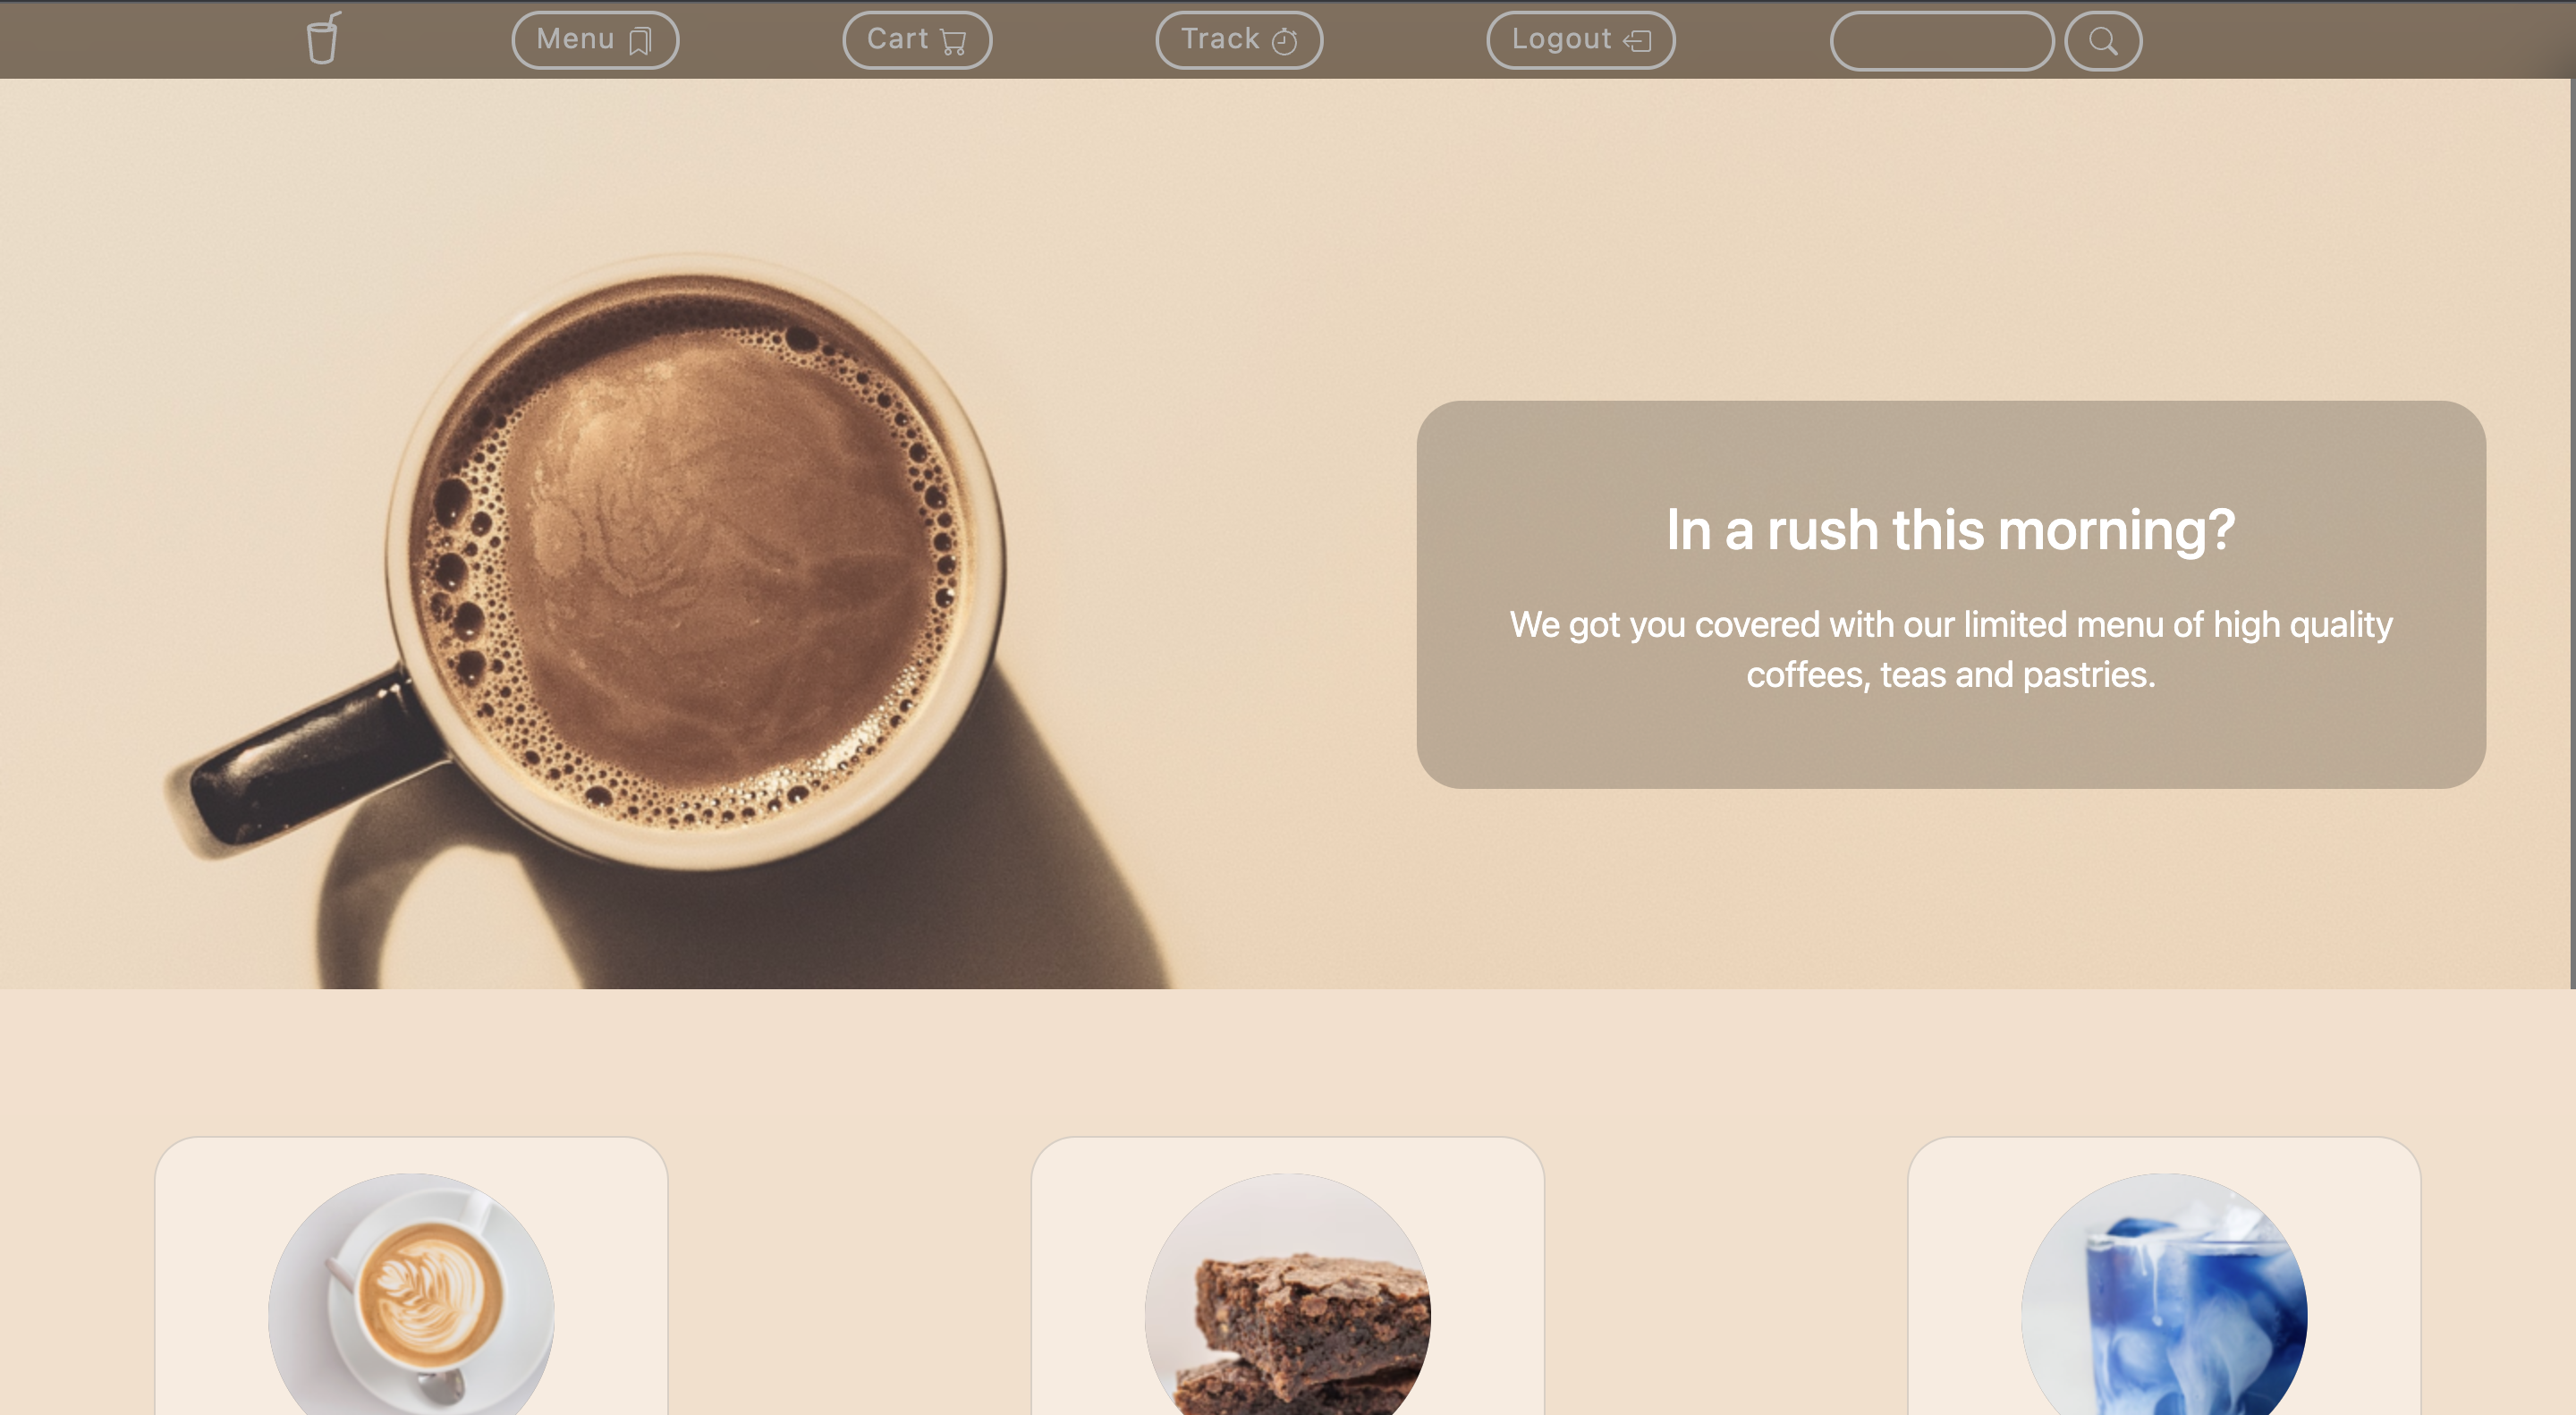 Menu
Cart
Track
Logout
In a rush this morning?
We got you covered with our limited menu of high quality
coffees, teas and pastries.